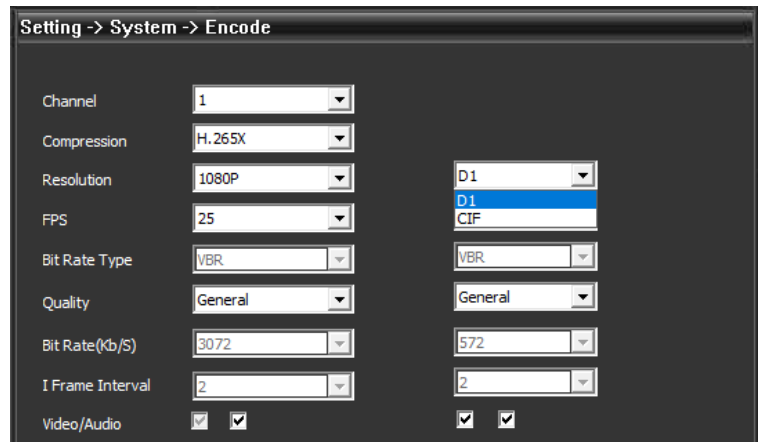 Setting -> System -> Encode
Channel 1
Compression H.265X
Resolution 1080P D1
D1
FPS 25 CIF
Bit Rate Type VBR VBR
Quality General General
Bit Rate(Kb/S) 3072 572
I Frame Interval 2 2
Video/Audio